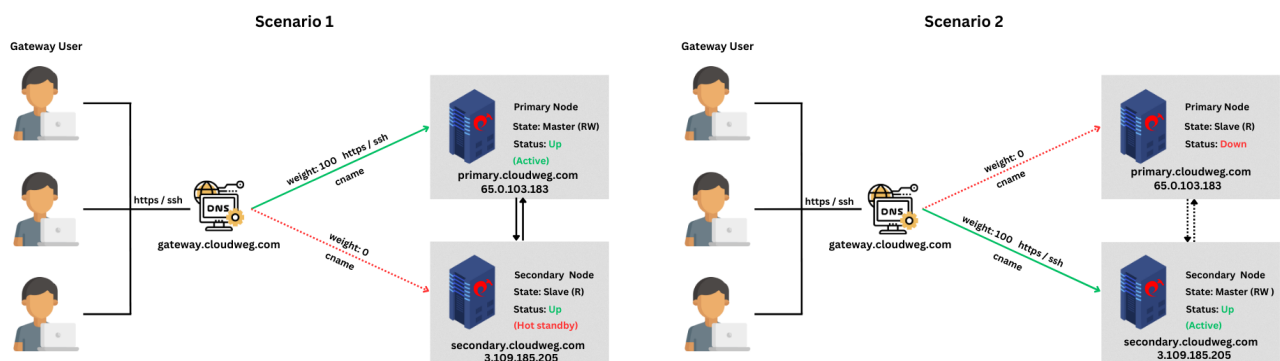 Scenario 1
Gateway User
https / ssh
DNS
gateway.cloudweg.com
weight: 100 https / ssh
cname
weight: 0
cname
Primary Node
State: Master (RW)
Status: Up
(Active)
primary.cloudweg.com
65.0.103.183
Secondary Node
State: Slave (R)
Status: Up
(Hot standby)
secondary.cloudweg.com
3.109.185.205
Scenario 2
Gateway User
https / ssh
DNS
gateway.cloudweg.com
weight: 0
cname
weight: 100 https / ssh
cname
Primary Node
State: Slave (R)
Status: Down
primary.cloudweg.com
65.0.103.183
Secondary Node
State: Master (RW )
Status: Up
(Active)
secondary.cloudweg.com
3.109.185.205